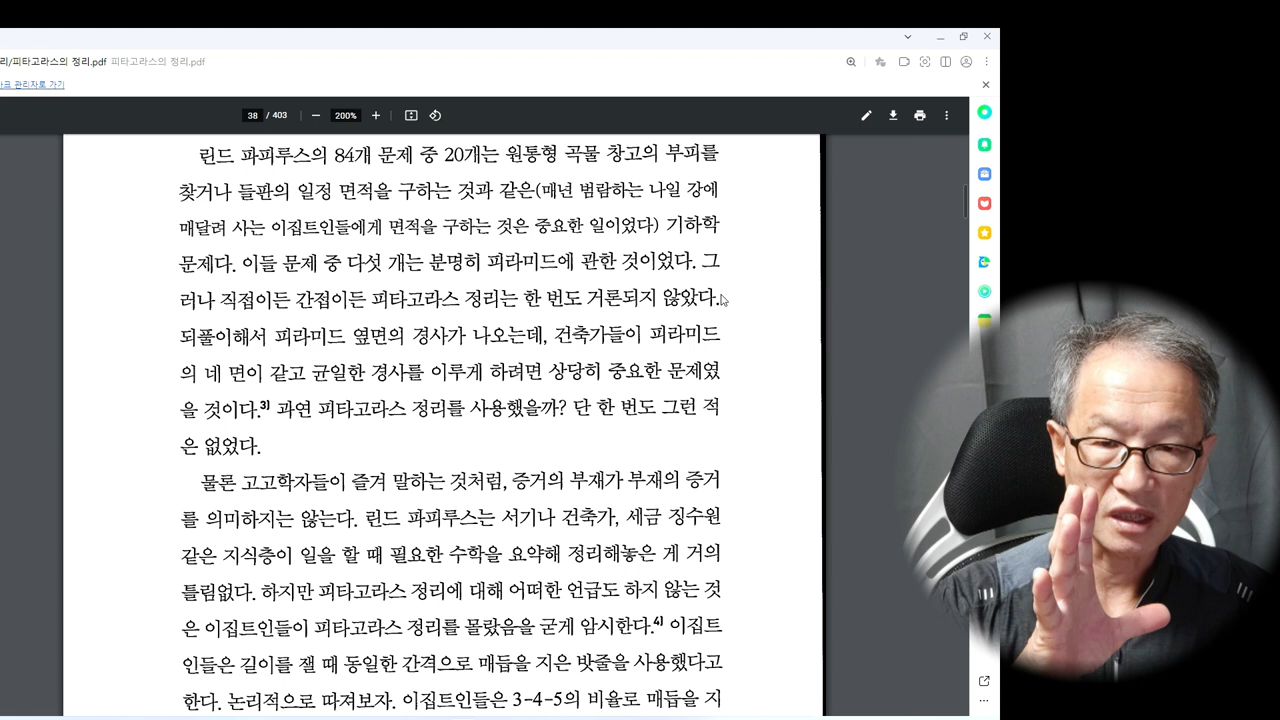 리/피타고라스의 정리.pdf 피타고라스의 정리.pdf
마크 관리자로 가기
38 / 403 200%
린드 파피루스의 84개 문제 중 20개는 원통형 곡물 창고의 부피를
찾거나 들판의 일정 면적을 구하는 것과 같은(매년 범람하는 나일 강에
매달려 사는 이집트인들에게 면적을 구하는 것은 중요한 일이었다) 기하학
문제다. 이들 문제 중 다섯 개는 분명히 피라미드에 관한 것이었다. 그
러나 직접이든 간접이든 피타고라스 정리는 한 번도 거론되지 않았다.
되풀이해서 피라미드 옆면의 경사가 나오는데, 건축가들이 피라미드
의 네 면이 같고 균일한 경사를 이루게 하려면 상당히 중요한 문제였
을 것이다.3) 과연 피타고라스 정리를 사용했을까? 단 한 번도 그런 적
은 없었다.
물론 고고학자들이 즐겨 말하는 것처럼, 증거의 부재가 부재의 증거
를 의미하지는 않는다. 린드 파피루스는 서기나 건축가, 세금 징수원
같은 지식층이 일을 할 때 필요한 수학을 요약해 정리해놓은 게 거의
틀림없다. 하지만 피타고라스 정리에 대해 어떠한 언급도 하지 않는 것
은 이집트인들이 피타고라스 정리를 몰랐음을 굳게 암시한다.4) 이집트
인들은 길이를 잴 때 동일한 간격으로 매듭을 지은 밧줄을 사용했다고
한다. 논리적으로 따져보자. 이집트인들은 3-4-5의 비율로 매듭을 지